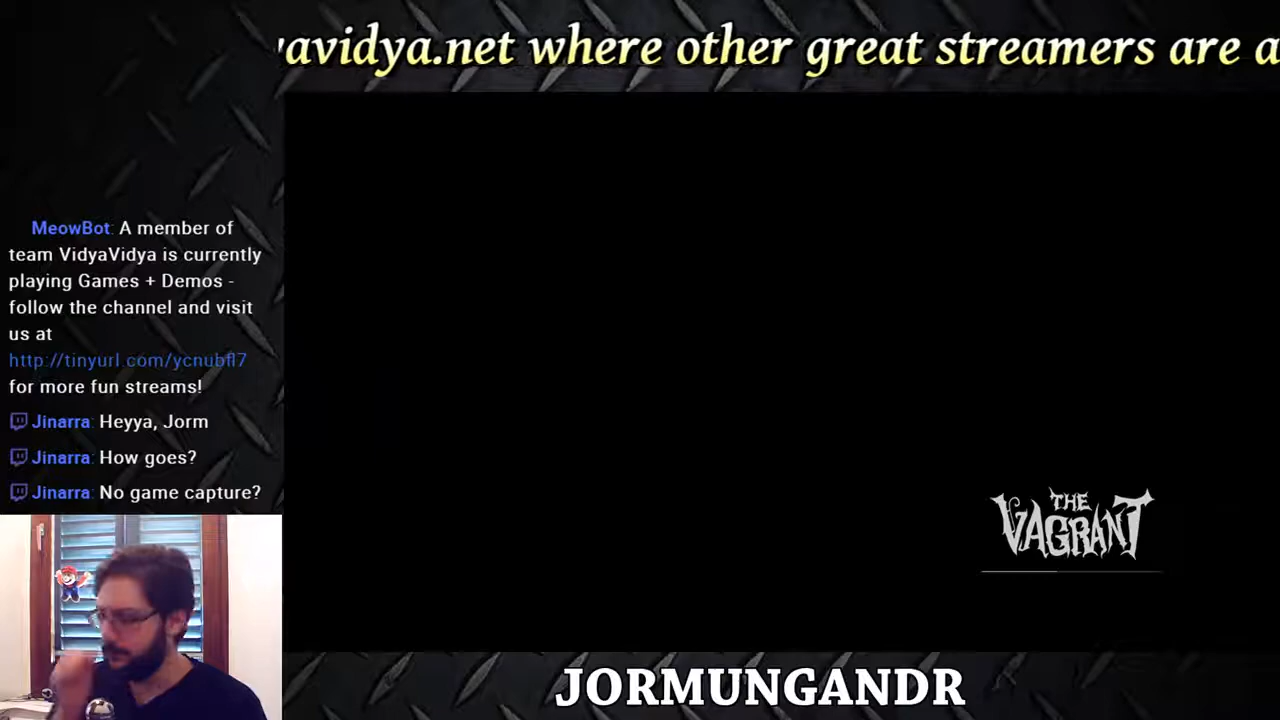 avidya.net where other great streamers are a
MeowBot: A member of
team VidyaVidya is currently
playing Games + Demos -
follow the channel and visit
us at
http://tinyurl.com/ycnubfl7
for more fun streams!
Jinarra: Heyya, Jorm
Jinarra: How goes?
Jinarra: No game capture?
THE
VAGRANT
JORMUNGANDR